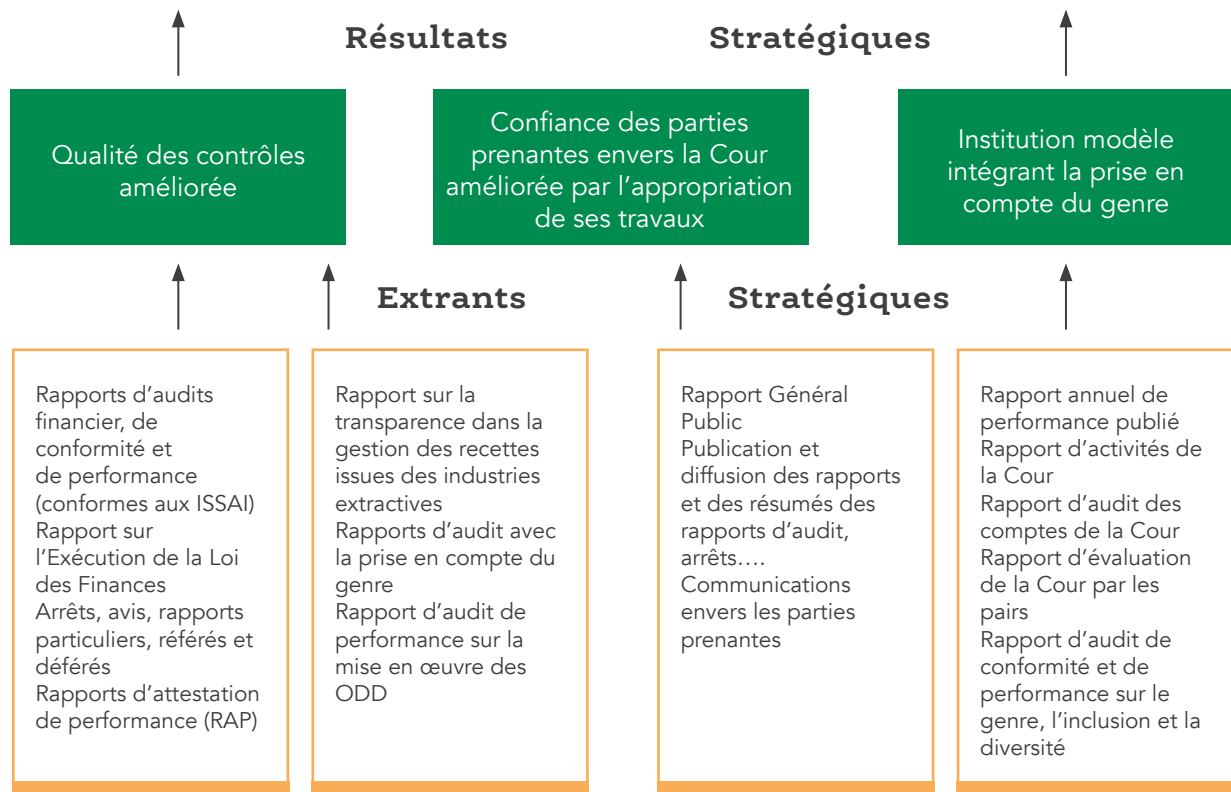 Résultats Stratégiques
Qualité des contrôles
améliorée
Confiance des parties
prenantes envers la Cour
améliorée par l’appropriation
de ses travaux
Institution modèle
intégrant la prise en
compte du genre
Extrants Stratégiques
Rapports d’audits
financier, de
conformité et
de performance
(conformes aux ISSAI)
Rapport sur
l’Exécution de la Loi
des Finances
Arrêts, avis, rapports
particuliers, référés et
déférés
Rapports d’attestation
de performance (RAP)
Rapport sur la
transparence dans la
gestion des recettes
issues des industries
extractives
Rapports d’audit avec
la prise en compte du
genre
Rapport d’audit de
performance sur la
mise en œuvre des
ODD
Rapport Général
Public
Publication et
diffusion des rapports
et des résumés des
rapports d’audit,
arrêts….
Communications
envers les parties
prenantes
Rapport annuel de
performance publié
Rapport d’activités de
la Cour
Rapport d’audit des
comptes de la Cour
Rapport d’évaluation
de la Cour par les
pairs
Rapport d’audit de
conformité et de
performance sur le
genre, l’inclusion et la
diversité